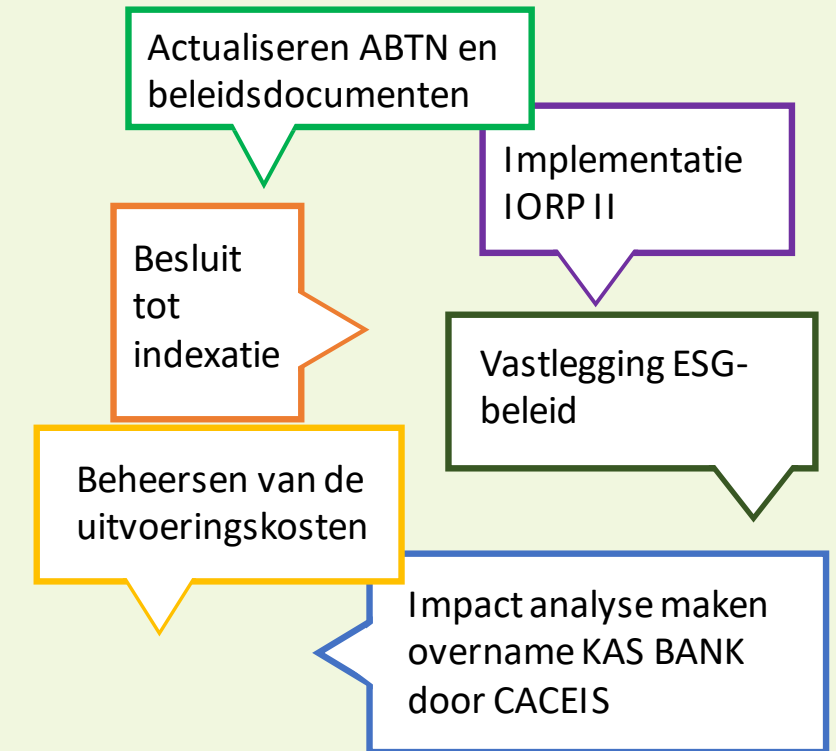 Actualiseren ABTN en
beleidsdocumenten
Implementatie
IORP II
Besluit
tot
indexatie
Vastlegging ESG-
beleid
Beheersen van de
uitvoeringskosten
Impact analyse maken
overname KAS BANK
door CACEIS